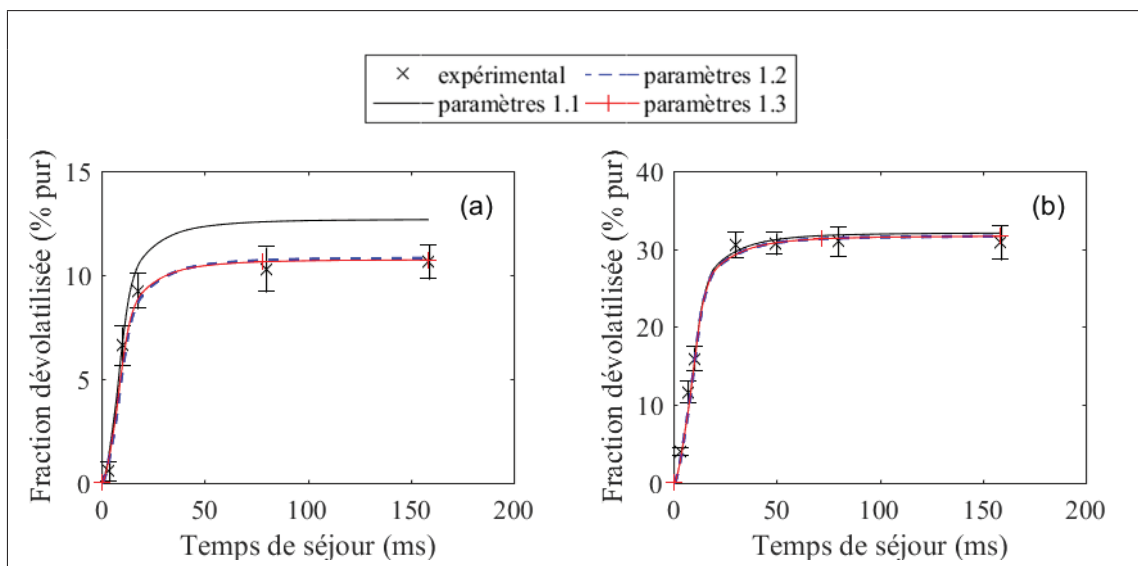 expérimental
paramètres 1.2
paramètres 1.1
paramètres 1.3
Fraction dévolatilisée (% pur)
15
10
5
0
(a)
0 50 100 150 200
Temps de séjour (ms)
Fraction dévolatilisée (% pur)
40
30
20
10
0
(b)
0 50 100 150 200
Temps de séjour (ms)